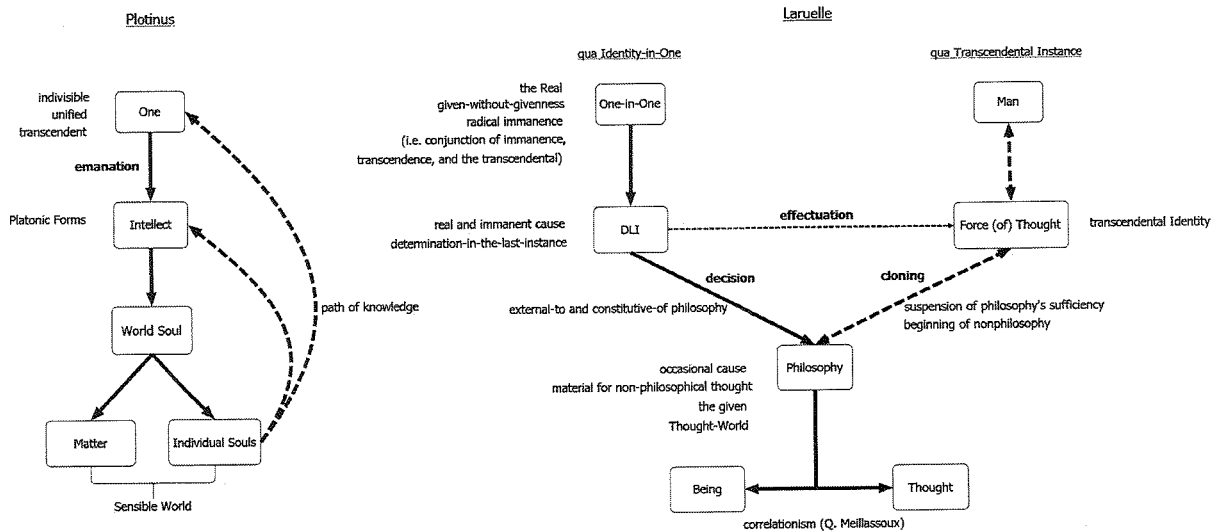 Plotinus
One
indivisible
unified
transcendent
emanation
Platonic Forms
Intellect
path of knowledge
World Soul
Matter
Individual Souls
Sensible World
Laruelle
qua Identity-in-One
qua Transcendental Instance
the Real
given-without-givenness
radical immanence
(i.e. conjunction of immanence,
transcendence, and the transcendental)
One-in-One
Man
real and immanent cause
determination-in-the-last-instance
DLI
effectuation
Force (of) Thought
transcendental Identity
decision
cloning
external-to and constitutive-of philosophy
suspension of philosophy's sufficiency
beginning of nonphilosophy
occasional cause
material for non-philosophical thought
the given
Thought-World
Philosophy
Being
Thought
correlationism (Q. Meillassoux)